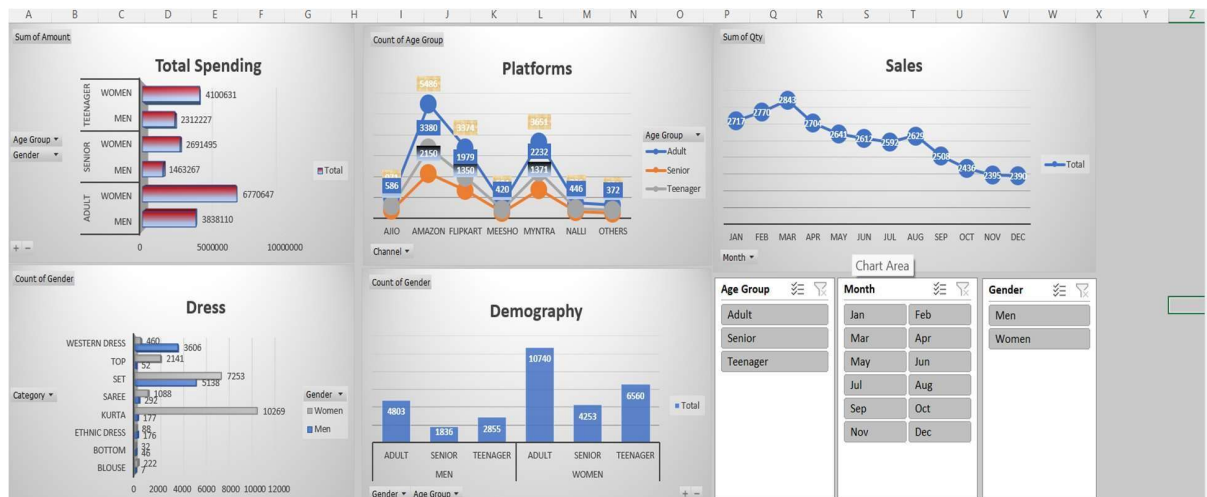 A B C D E F G H I J K L M N O P Q R S T U V W X Y Z
Sum of Amount
Total Spending
TEENAGER
WOMEN 4100631
MEN 2312227
SENIOR
WOMEN 2691495
MEN 1463267
ADULT
WOMEN 6770647
MEN 3838110
0 5000000 10000000
Age Group
Gender
Total
+ −
Count of Age Group
Platforms
5486
3380
2150
3374
1979
1350
3651
2232
1371
586
420
446
372
AJIO AMAZON FLIPKART MEESHO MYNTRA NALLI OTHERS
Age Group
Adult
Senior
Teenager
Channel
Sum of Qty
Sales
2717 2770 2843 2704 2641 2612 2592 2629 2508 2436 2395 2390
JAN FEB MAR APR MAY JUN JUL AUG SEP OCT NOV DEC
Total
Month
Chart Area
Count of Gender
Dress
WESTERN DRESS 460
3606
TOP 2141
52
SET 7253
5138
SAREE 1088
292
KURTA 10269
177
ETHNIC DRESS 88
176
BOTTOM 32
46
BLOUSE 222
7
0 2000 4000 6000 8000 10000 12000
Category
Gender
Women
Men
Count of Gender
Demography
4803 1836 2855 10740 4253 6560
ADULT SENIOR TEENAGER ADULT SENIOR TEENAGER
MEN WOMEN
Total
Gender Age Group
+ −
Age Group
Adult
Senior
Teenager
Month
Jan Feb
Mar Apr
May Jun
Jul Aug
Sep Oct
Nov Dec
Gender
Men
Women